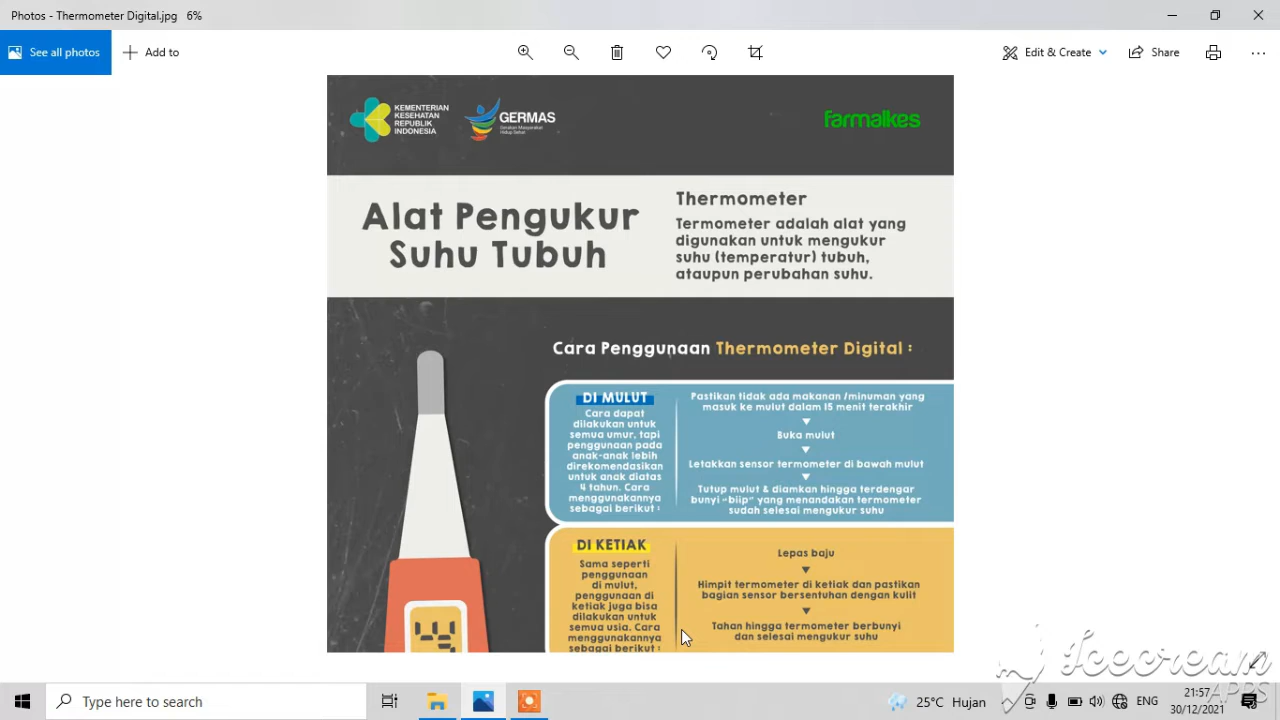 Thermometer Digital.jpg 6%
See all photos
Add to
Edit & Create
Share
KEMENTERIAN
KESEHATAN
REPUBLIK
INDONESIA
GERMAS
Gerakan Masyarakat
Hidup Sehat
farmalkes
Alat Pengukur
Suhu Tubuh
Thermometer
Termometer adalah alat yang
digunakan untuk mengukur
suhu (temperatur) tubuh,
ataupun perubahan suhu.
Cara Penggunaan Thermometer Digital :
DI MULUT
Cara dapat
dilakukan untuk
semua umur, tapi
penggunaan pada
anak-anak lebih
direkomendasikan
untuk anak diatas
4 tahun. Cara
menggunakannya
sebagai berikut :
Pastikan tidak ada makanan /minuman yang
masuk ke mulut dalam 15 menit terakhir
Buka mulut
Letakkan sensor termometer di bawah mulut
Tutup mulut & diamkan hingga terdengar
bunyi "biip" yang menandakan termometer
sudah selesai mengukur suhu
DI KETIAK
Sama seperti
penggunaan
di mulut,
penggunaan di
ketiak juga bisa
dilakukan untuk
semua usia. Cara
menggunakannya
sebagai berikut :
Lepas baju
Himpit termometer di ketiak dan pastikan
bagian sensor bersentuhan dengan kulit
Tahan hingga termometer berbunyi
dan selesai mengukur suhu
Icecream
APPS
Type here to search
25°C Hujan
ENG
30/12/2021